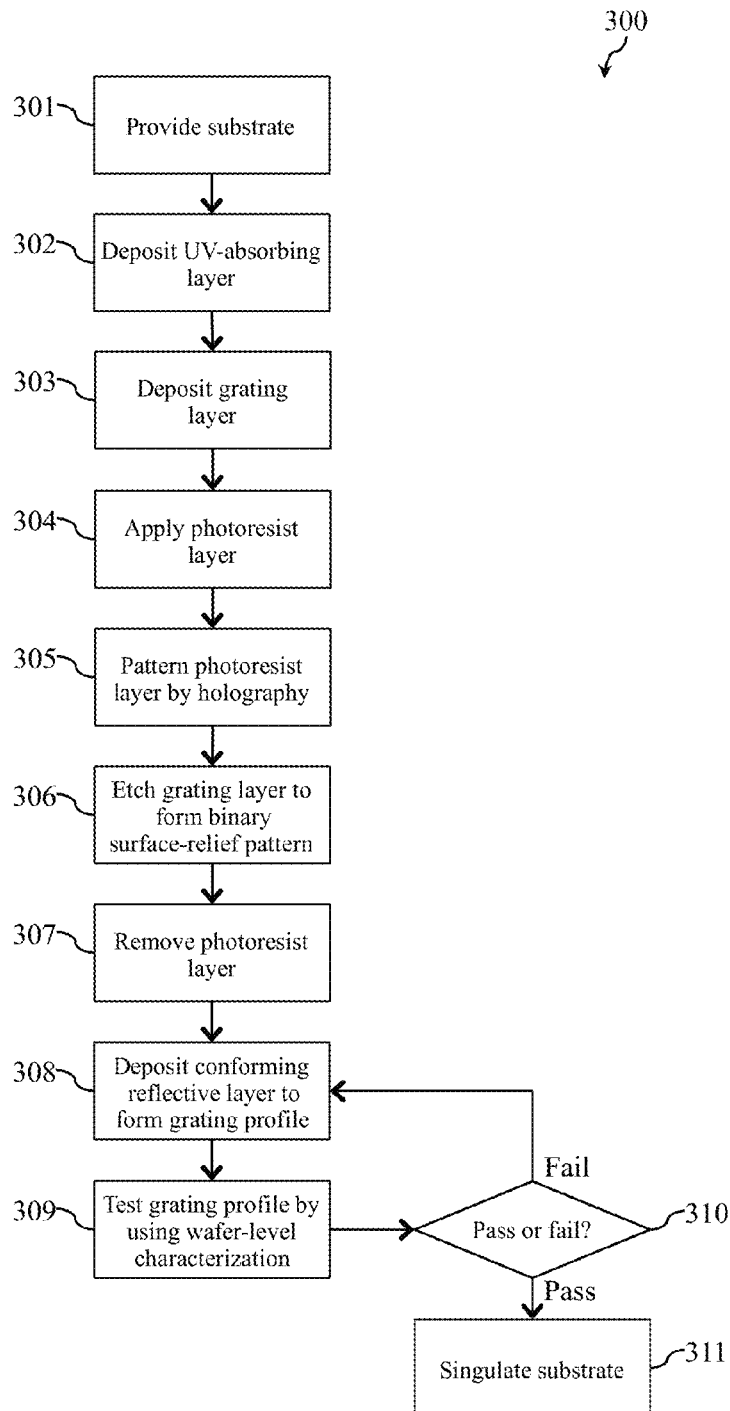 300
301
Provide substrate
302
Deposit UV-absorbing
layer
303
Deposit grating
layer
304
Apply photoresist
layer
305
Pattern photoresist
layer by holography
306
Etch grating layer to
form binary
surface-relief pattern
307
Remove photoresist
layer
308
Deposit conforming
reflective layer to
form grating profile
309
Test grating profile by
using wafer-level
characterization
Fail
Pass or fail?
310
Pass
Singulate substrate
311